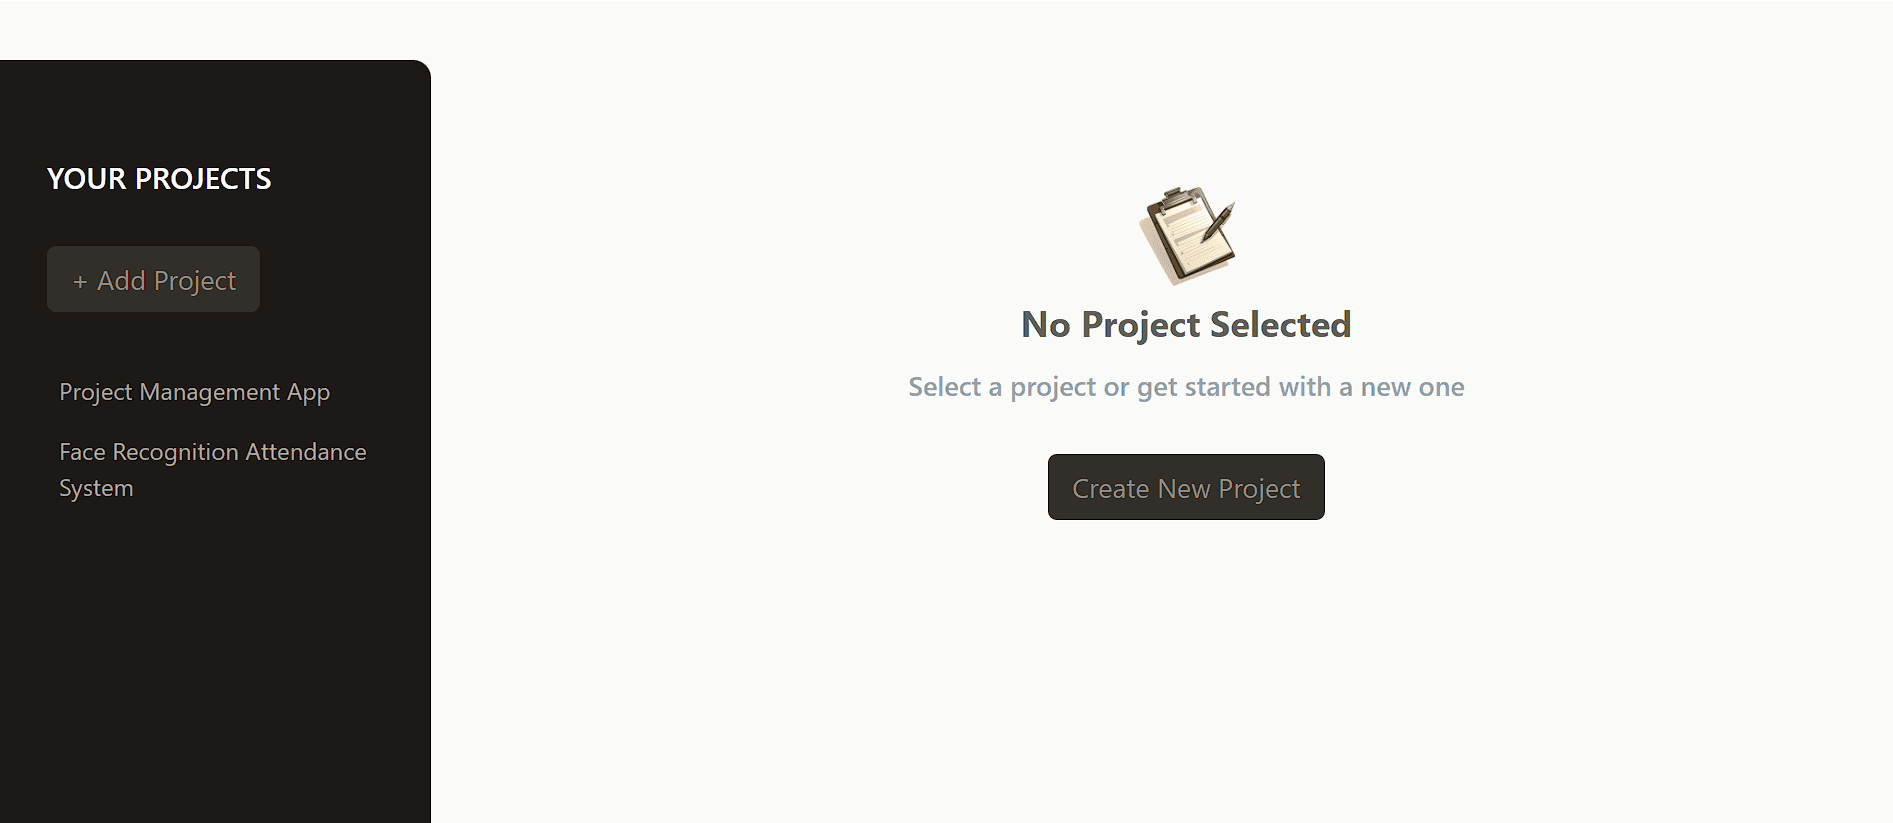 YOUR PROJECTS
+ Add Project
Project Management App
Face Recognition Attendance
System
No Project Selected
Select a project or get started with a new one
Create New Project